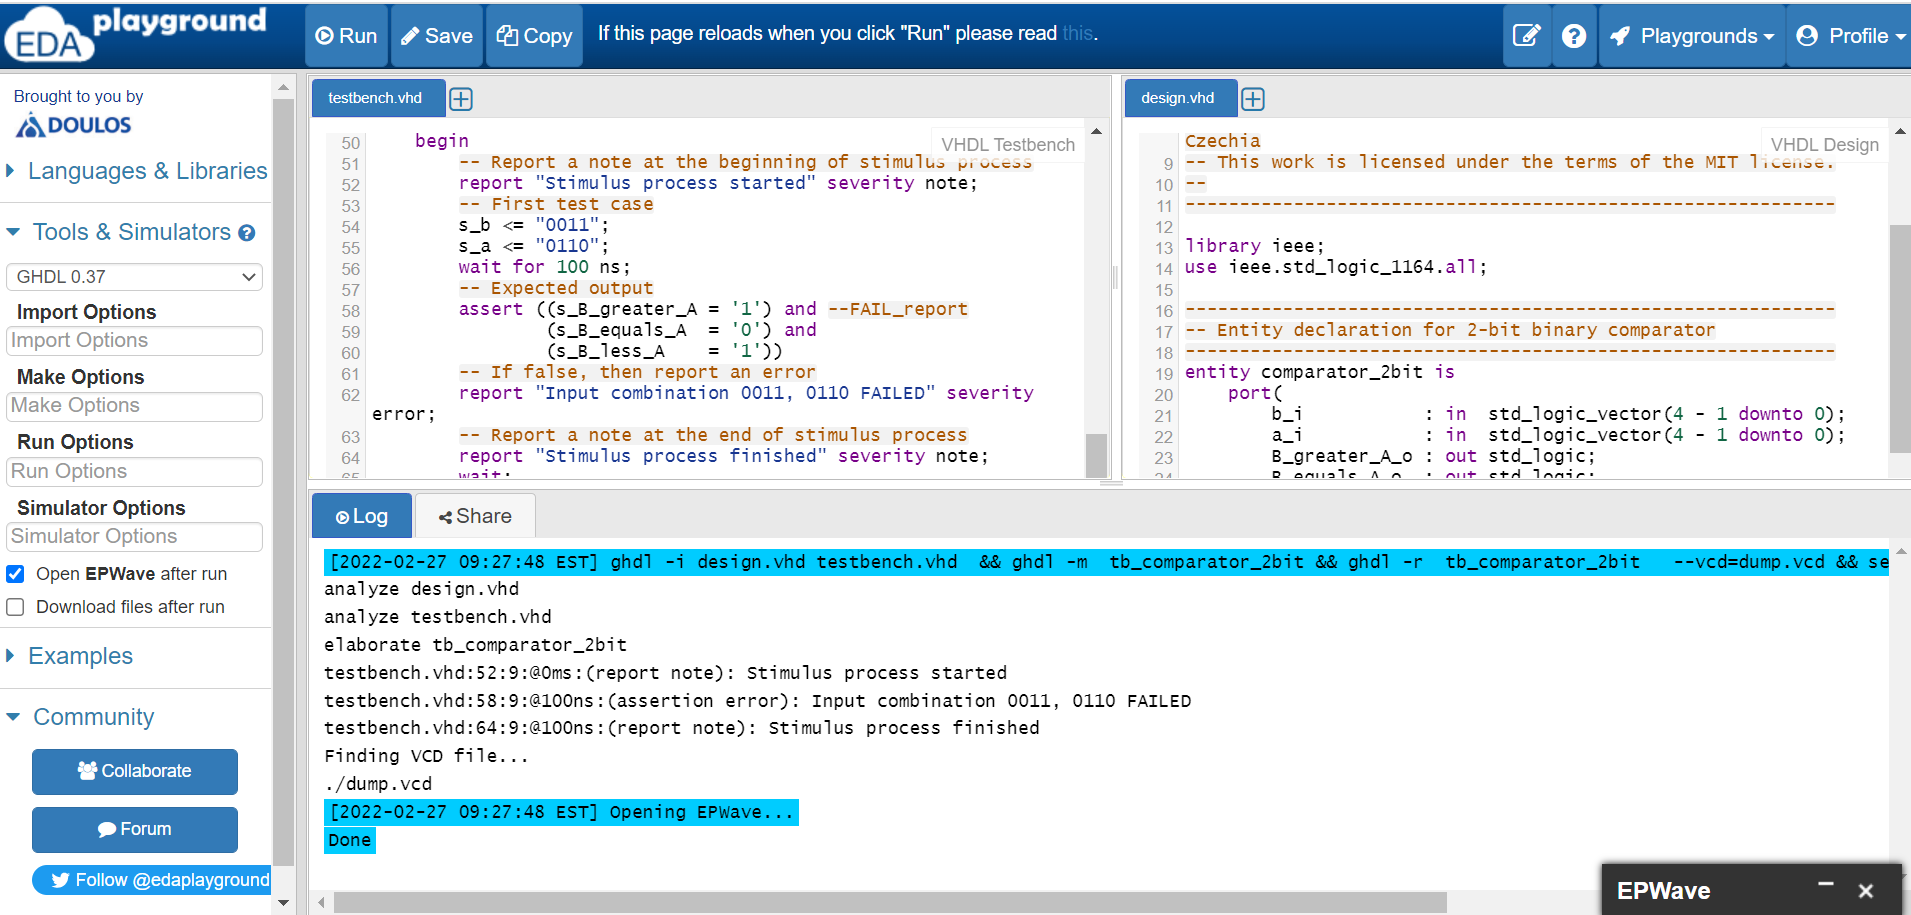 EDA playground
Run
Save
Copy
If this page reloads when you click "Run" please read this.
Playgrounds
Profile
Brought to you by
DOULOS
Languages & Libraries
Tools & Simulators
GHDL 0.37
Import Options
Import Options
Make Options
Make Options
Run Options
Run Options
Simulator Options
Simulator Options
Open EPWave after run
Download files after run
Examples
Community
Collaborate
Forum
Follow @edaplayground
testbench.vhd
VHDL Testbench
50 begin
51 -- Report a note at the beginning of stimulus process
52 report "Stimulus process started" severity note;
53 -- First test case
54 s_b <= "0011";
55 s_a <= "0110";
56 wait for 100 ns;
57 -- Expected output
58 assert ((s_B_greater_A = '1') and --FAIL_report
59 (s_B_equals_A  = '0') and
60 (s_B_less_A    = '1'))
61 -- If false, then report an error
62 report "Input combination 0011, 0110 FAILED" severity
error;
63 -- Report a note at the end of stimulus process
64 report "Stimulus process finished" severity note;
65 wait;
design.vhd
VHDL Design
Czechia
9 -- This work is licensed under the terms of the MIT license.
10 --
11 ------------------------------------------------------------
12
13 library ieee;
14 use ieee.std_logic_1164.all;
15
16 ------------------------------------------------------------
17 -- Entity declaration for 2-bit binary comparator
18 ------------------------------------------------------------
19 entity comparator_2bit is
20 port(
21 b_i           : in  std_logic_vector(4 - 1 downto 0);
22 a_i           : in  std_logic_vector(4 - 1 downto 0);
23 B_greater_A_o : out std_logic;
24 B_equals_A_o  : out std_logic;
Log
Share
[2022-02-27 09:27:48 EST] ghdl -i design.vhd testbench.vhd  && ghdl -m  tb_comparator_2bit && ghdl -r  tb_comparator_2bit   --vcd=dump.vcd && se
analyze design.vhd
analyze testbench.vhd
elaborate tb_comparator_2bit
testbench.vhd:52:9:@0ms:(report note): Stimulus process started
testbench.vhd:58:9:@100ns:(assertion error): Input combination 0011, 0110 FAILED
testbench.vhd:64:9:@100ns:(report note): Stimulus process finished
Finding VCD file...
./dump.vcd
[2022-02-27 09:27:48 EST] Opening EPWave...
Done
EPWave